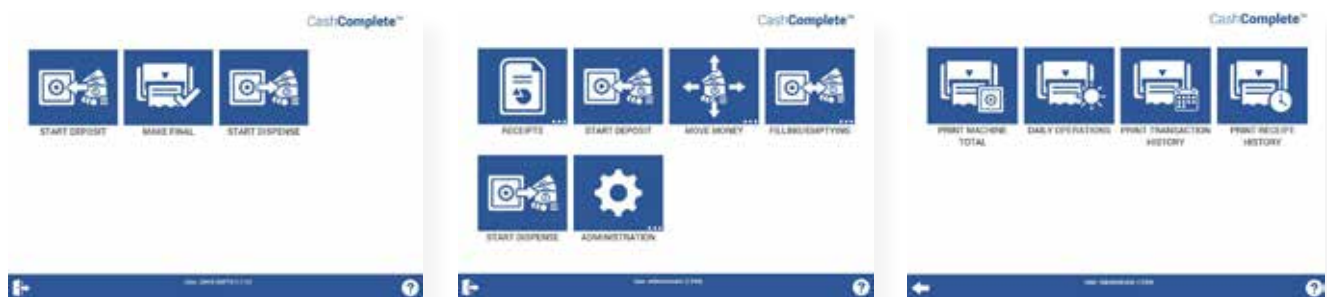 CashComplete™
START DEPOSIT
MAKE FINAL
START DISPENSE
CashComplete™
RECEIPTS
START DEPOSIT
MOVE MONEY
FILLING/EMPTYING
START DISPENSE
ADMINISTRATION
CashComplete™
PRINT MACHINE
TOTAL
DAILY OPERATIONS
PRINT TRANSACTION
HISTORY
PRINT RECEIPT
HISTORY